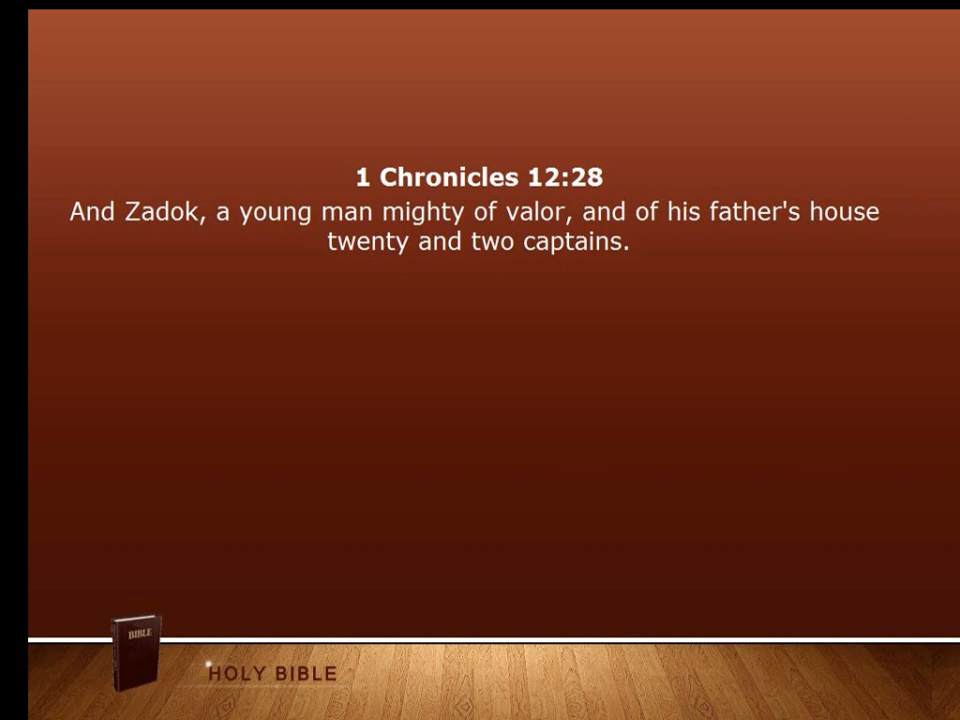 1 Chronicles 12:28
And Zadok, a young man mighty of valor, and of his father's house
twenty and two captains.
BIBLE
HOLY BIBLE